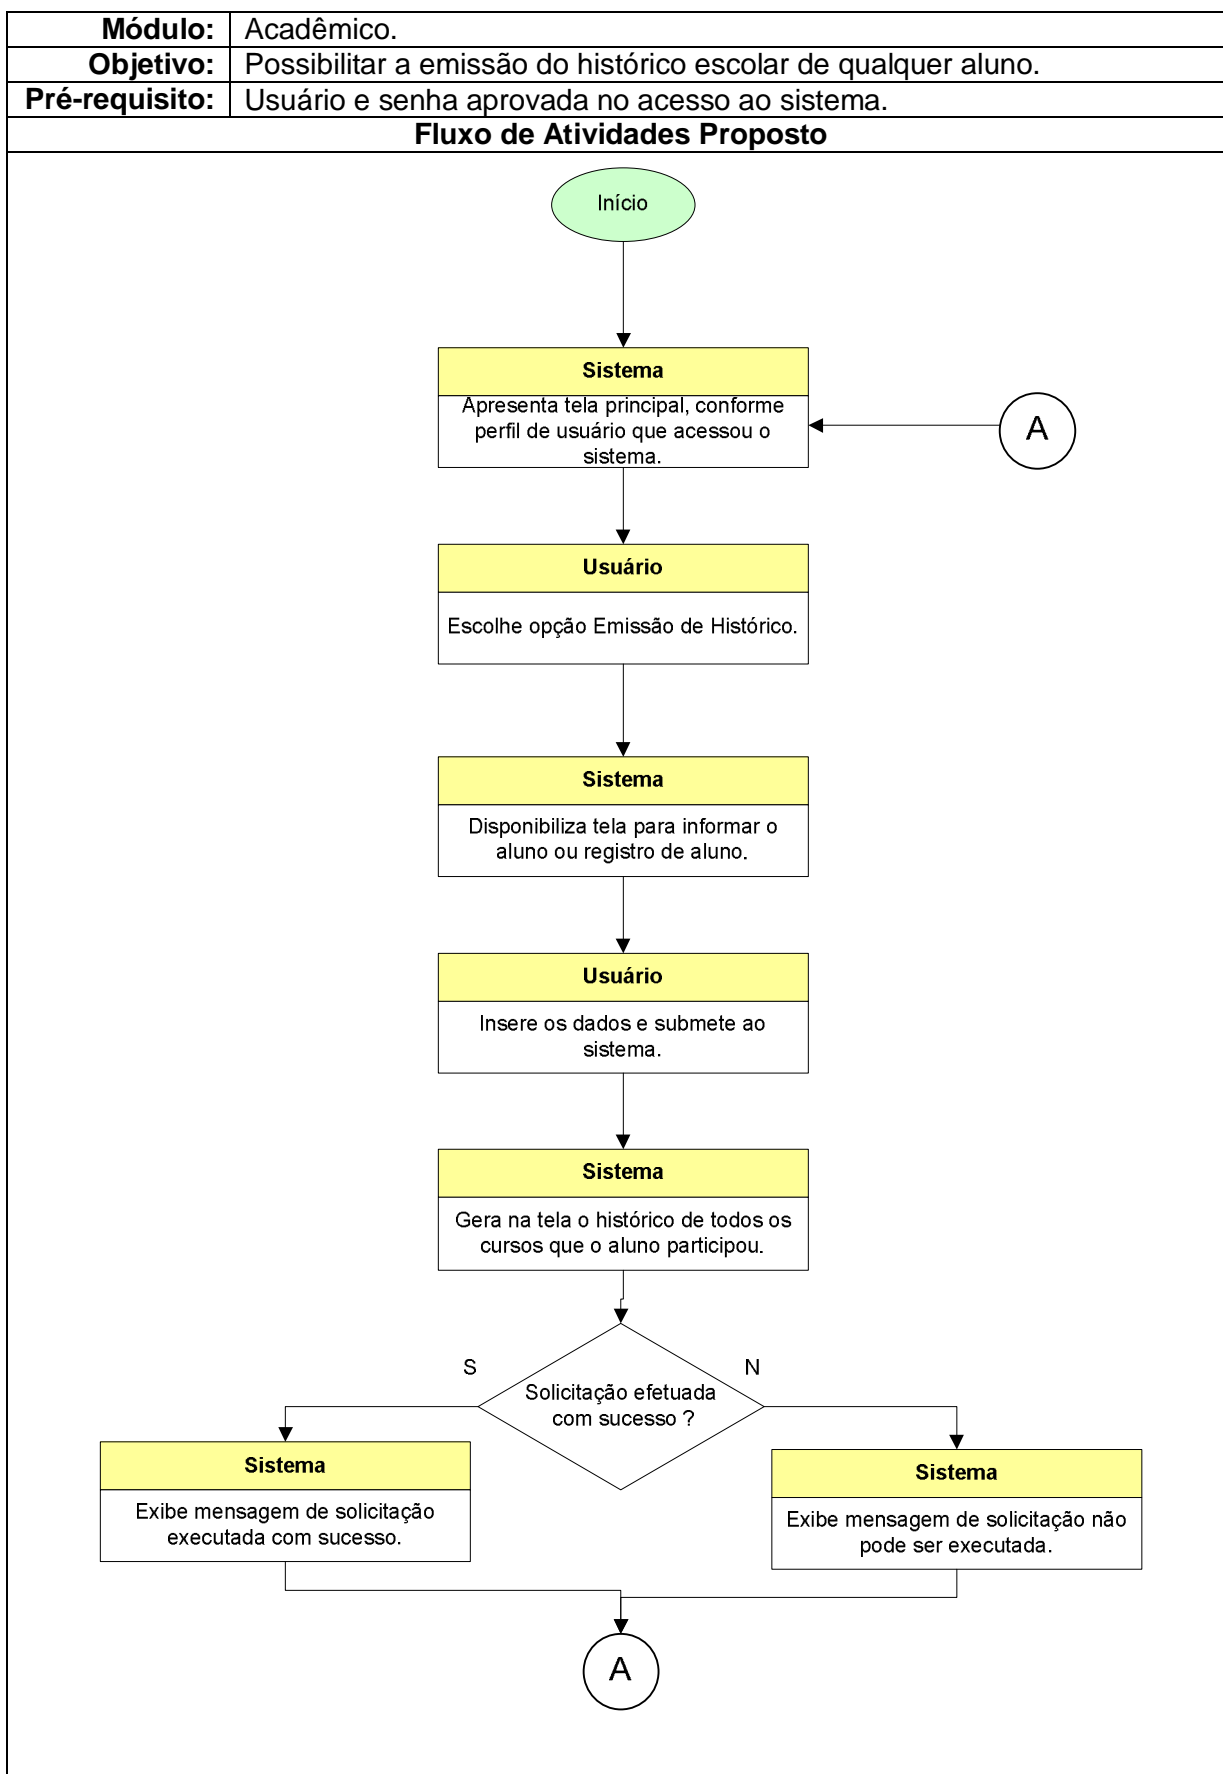 Módulo: Acadêmico.
Objetivo: Possibilitar a emissão do histórico escolar de qualquer aluno.
Pré-requisito: Usuário e senha aprovada no acesso ao sistema.
Fluxo de Atividades Proposto
Início
Sistema
Apresenta tela principal, conforme
perfil de usuário que acessou o
sistema.
A
Usuário
Escolhe opção Emissão de Histórico.
Sistema
Disponibiliza tela para informar o
aluno ou registro de aluno.
Usuário
Insere os dados e submete ao
sistema.
Sistema
Gera na tela o histórico de todos os
cursos que o aluno participou.
S
N
Solicitação efetuada
com sucesso ?
Sistema
Exibe mensagem de solicitação
executada com sucesso.
Sistema
Exibe mensagem de solicitação não
pode ser executada.
A